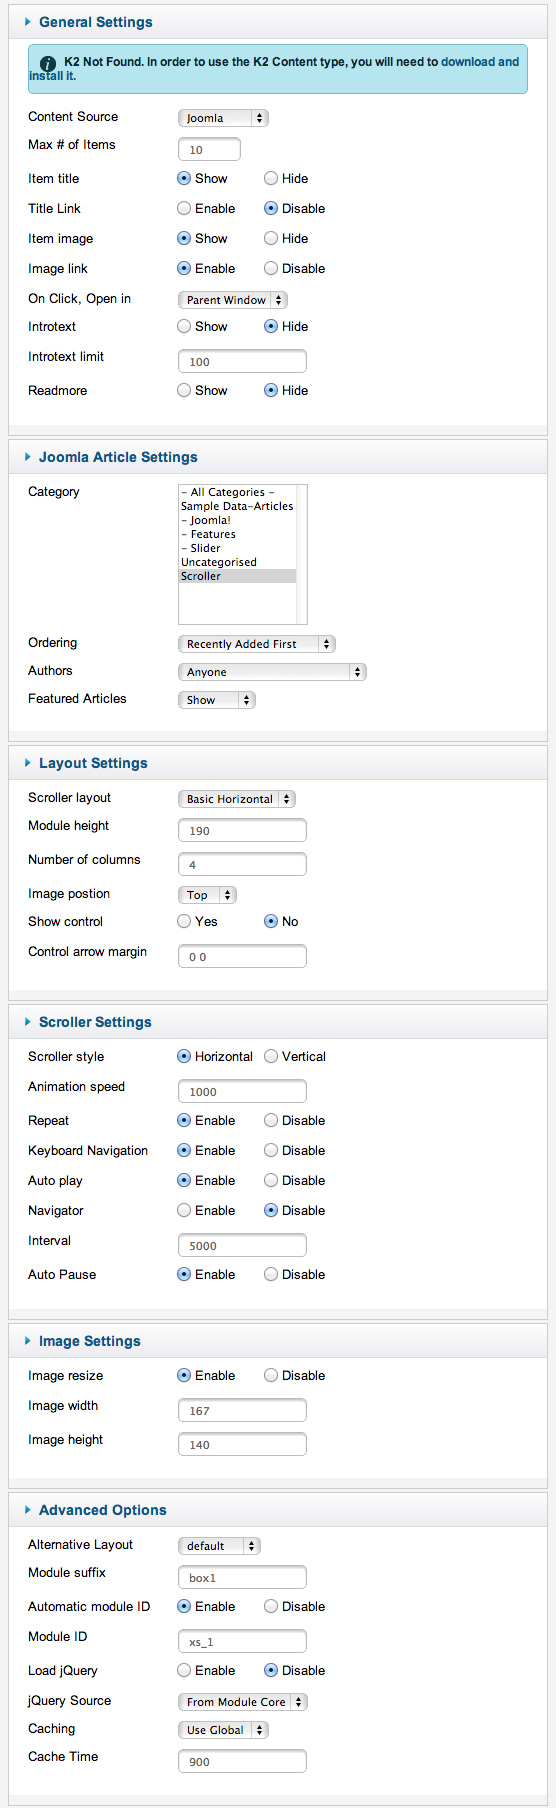 General Settings
K2 Not Found. In order to use the K2 Content type, you will need to download and
install it.
Content Source Joomla
Max # of Items 10
Item title Show Hide
Title Link Enable Disable
Item image Show Hide
Image link Enable Disable
On Click, Open in Parent Window
Introtext Show Hide
Introtext limit 100
Readmore Show Hide
Joomla Article Settings
Category - All Categories -
Sample Data-Articles
- Joomla!
- Features
- Slider
Uncategorised
Scroller
Ordering Recently Added First
Authors Anyone
Featured Articles Show
Layout Settings
Scroller layout Basic Horizontal
Module height 190
Number of columns 4
Image postion Top
Show control Yes No
Control arrow margin 0 0
Scroller Settings
Scroller style Horizontal Vertical
Animation speed 1000
Repeat Enable Disable
Keyboard Navigation Enable Disable
Auto play Enable Disable
Navigator Enable Disable
Interval 5000
Auto Pause Enable Disable
Image Settings
Image resize Enable Disable
Image width 167
Image height 140
Advanced Options
Alternative Layout default
Module suffix box1
Automatic module ID Enable Disable
Module ID xs_1
Load jQuery Enable Disable
jQuery Source From Module Core
Caching Use Global
Cache Time 900